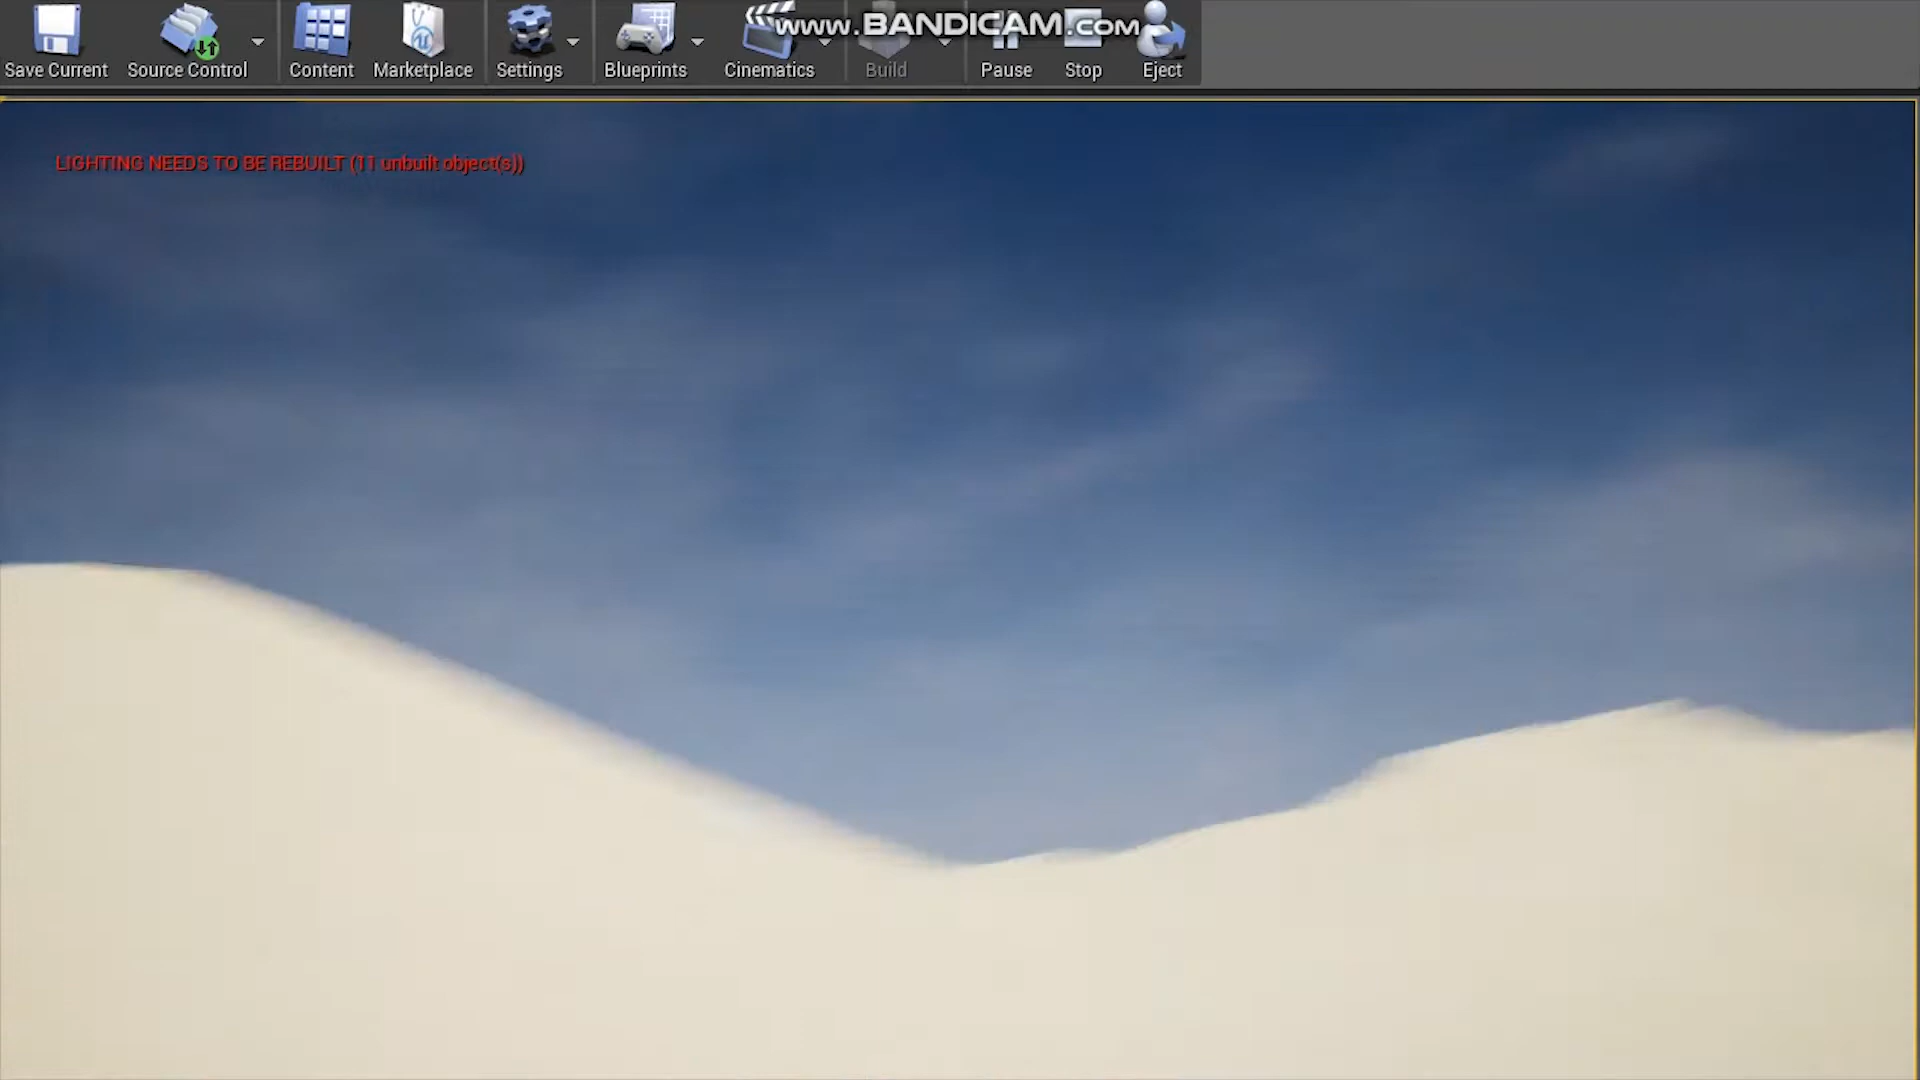 www.BANDICAM.COM
Save Current Source Control Content Marketplace Settings Blueprints Cinematics Build Pause Stop Eject
LIGHTING NEEDS TO BE REBUILT (11 unbuilt object(s))